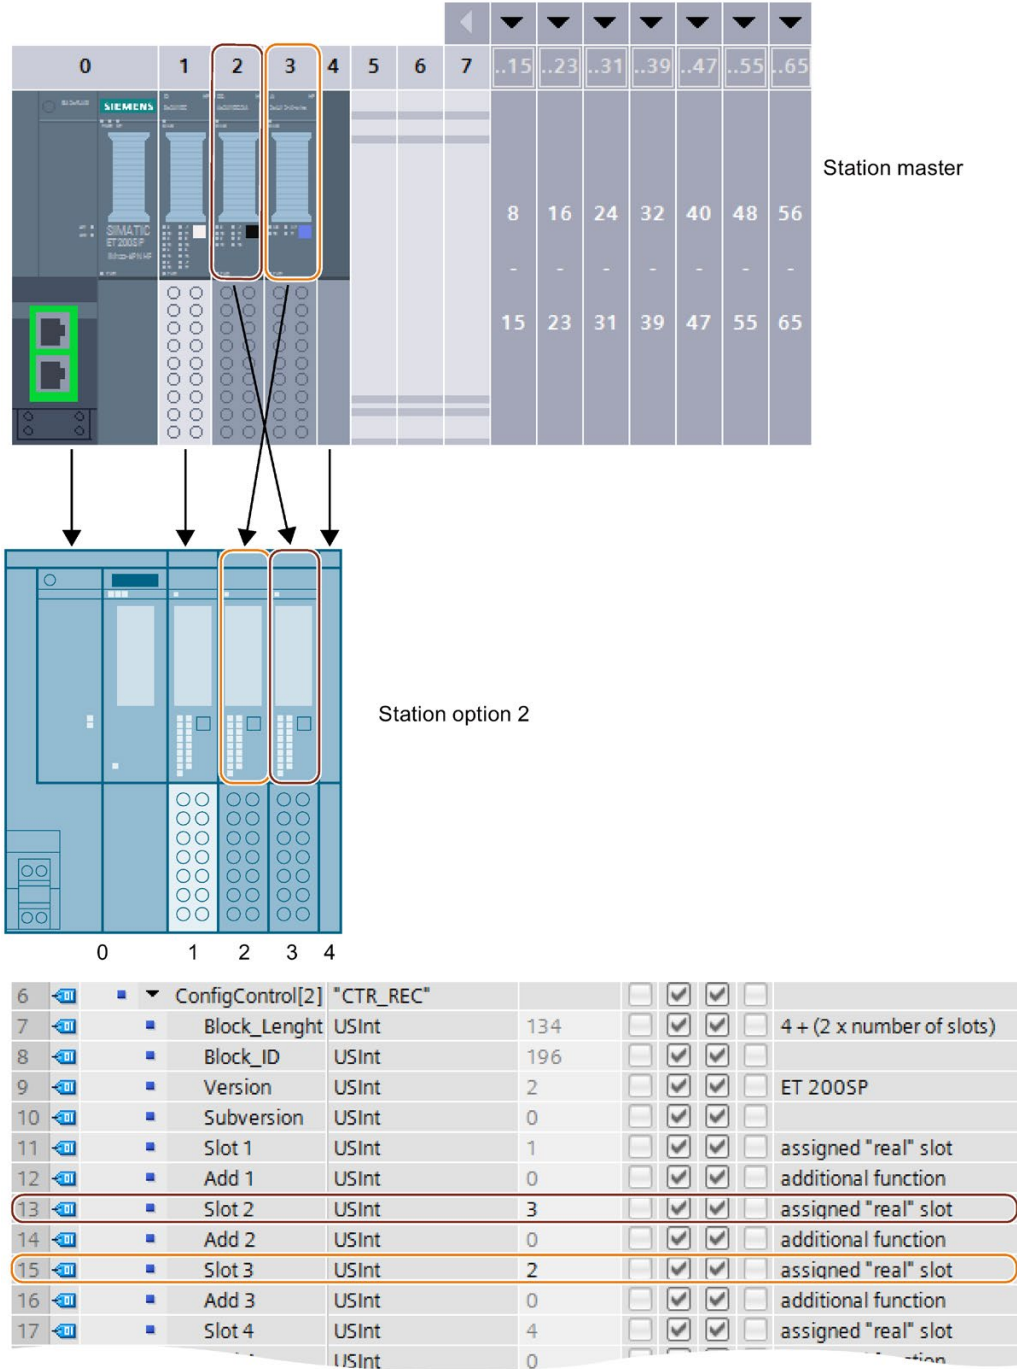 0 1 2 3 4 5 6 7 ..15 ..23 ..31 ..39 ..47 ..55 ..65
SIEMENS
SIMATIC
ET 200SP
Station master
8 16 24 32 40 48 56
- - - - - - -
15 23 31 39 47 55 65
Station option 2
0 1 2 3 4
6 ConfigControl[2] "CTR_REC"
7 Block_Lenght USInt 134 4 + (2 x number of slots)
8 Block_ID USInt 196
9 Version USInt 2 ET 200SP
10 Subversion USInt 0
11 Slot 1 USInt 1 assigned "real" slot
12 Add 1 USInt 0 additional function
13 Slot 2 USInt 3 assigned "real" slot
14 Add 2 USInt 0 additional function
15 Slot 3 USInt 2 assigned "real" slot
16 Add 3 USInt 0 additional function
17 Slot 4 USInt 4 assigned "real" slot
USInt 0